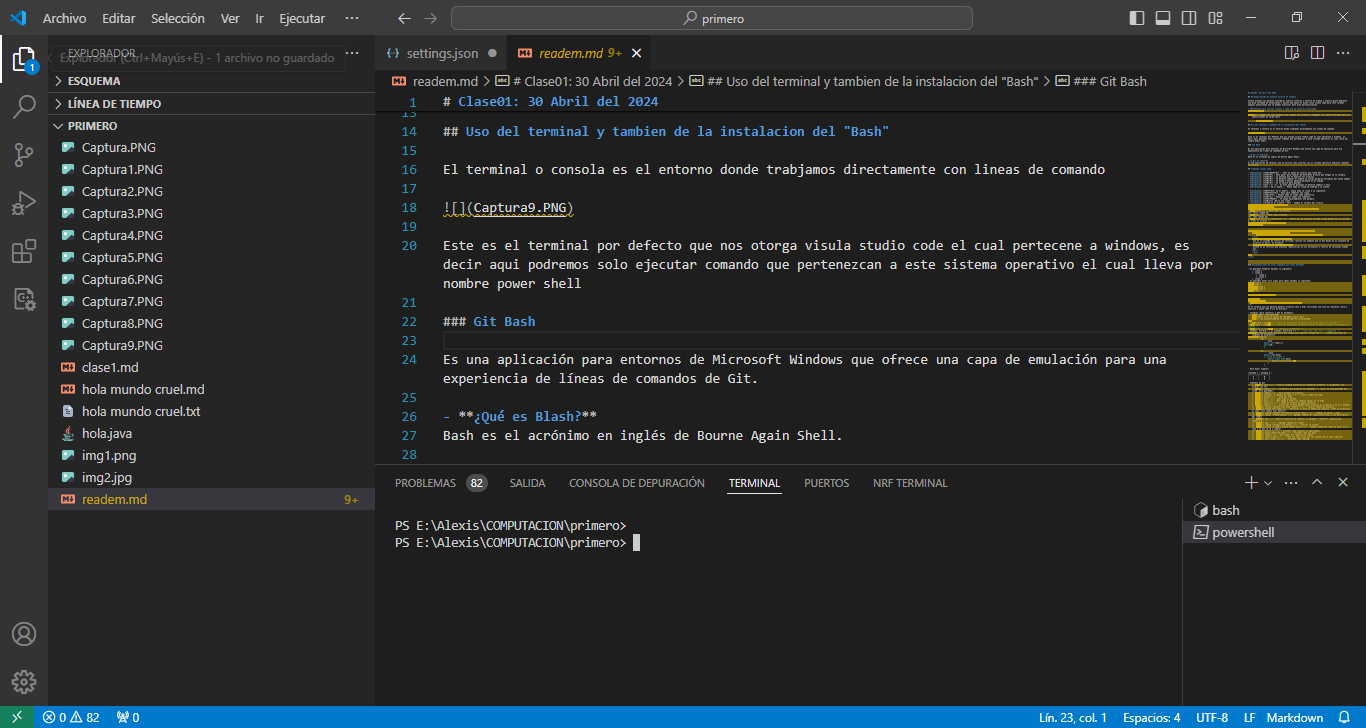 Archivo Editar Selección Ver Ir Ejecutar ··· primero
EXPLORADOR ···
Explorador (Ctrl+Mayús+E) - 1 archivo no guardado
ESQUEMA
LÍNEA DE TIEMPO
PRIMERO
Captura.PNG
Captura1.PNG
Captura2.PNG
Captura3.PNG
Captura4.PNG
Captura5.PNG
Captura6.PNG
Captura7.PNG
Captura8.PNG
Captura9.PNG
clase1.md
hola mundo cruel.md
hola mundo cruel.txt
hola.java
img1.png
img2.jpg
readem.md 9+
1
settings.json
readem.md 9+
readem.md > # Clase01: 30 Abril del 2024 > ## Uso del terminal y tambien de la instalacion del "Bash" > ### Git Bash
1 # Clase01: 30 Abril del 2024
13
14 ## Uso del terminal y tambien de la instalacion del "Bash"
15
16 El terminal o consola es el entorno donde trabjamos directamente con lineas de comando
17
18 ![](Captura9.PNG)
19
20 Este es el terminal por defecto que nos otorga visula studio code el cual pertecene a windows, es
decir aqui podremos solo ejecutar comando que pertenezcan a este sistema operativo el cual lleva por
nombre power shell
21
22 ### Git Bash
23
24 Es una aplicación para entornos de Microsoft Windows que ofrece una capa de emulación para una
experiencia de líneas de comandos de Git.
25
26 - **¿Qué es Blash?**
27 Bash es el acrónimo en inglés de Bourne Again Shell.
28
PROBLEMAS 82 SALIDA CONSOLA DE DEPURACIÓN TERMINAL PUERTOS NRF TERMINAL
PS E:\Alexis\COMPUTACION\primero>
PS E:\Alexis\COMPUTACION\primero>
bash
powershell
0 82 0 Lín. 23, col. 1 Espacios: 4 UTF-8 LF Markdown